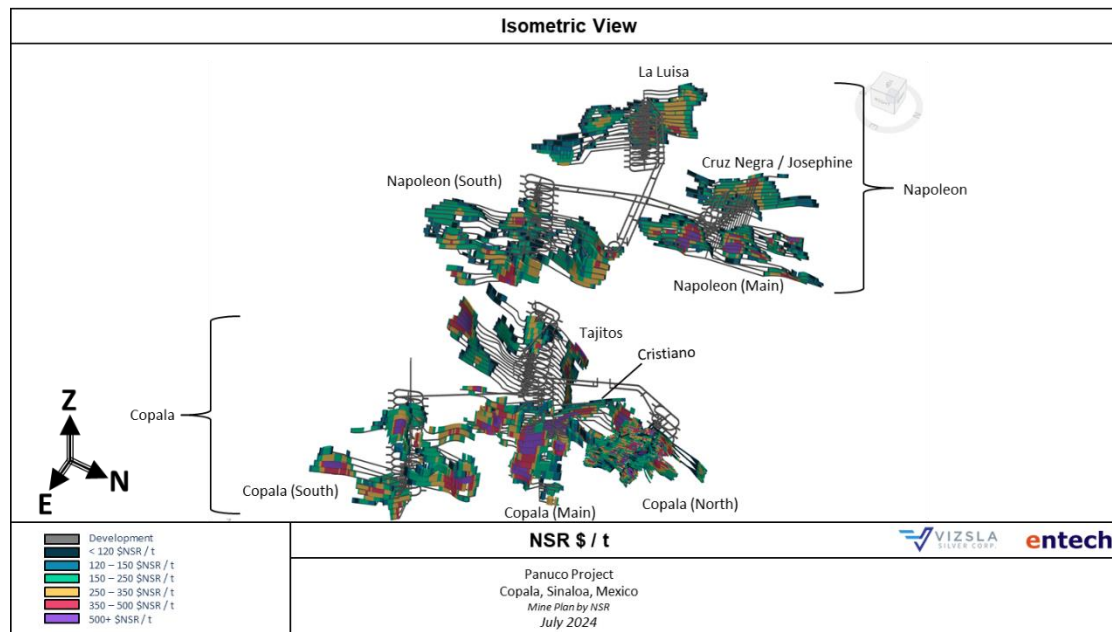 Isometric View
La Luisa
Cruz Negra / Josephine
Napoleon (South)
Napoleon
Napoleon (Main)
Tajitos
Cristiano
Copala
Copala (South)
Copala (Main)
Copala (North)
Z
N
E
Development
< 120 $NSR / t
120 – 150 $NSR / t
150 – 250 $NSR / t
250 – 350 $NSR / t
350 – 500 $NSR / t
500+ $NSR / t
NSR $ / t
VIZSLA
SILVER CORP.
entech
Panuco Project
Copala, Sinaloa, Mexico
Mine Plan by NSR
July 2024